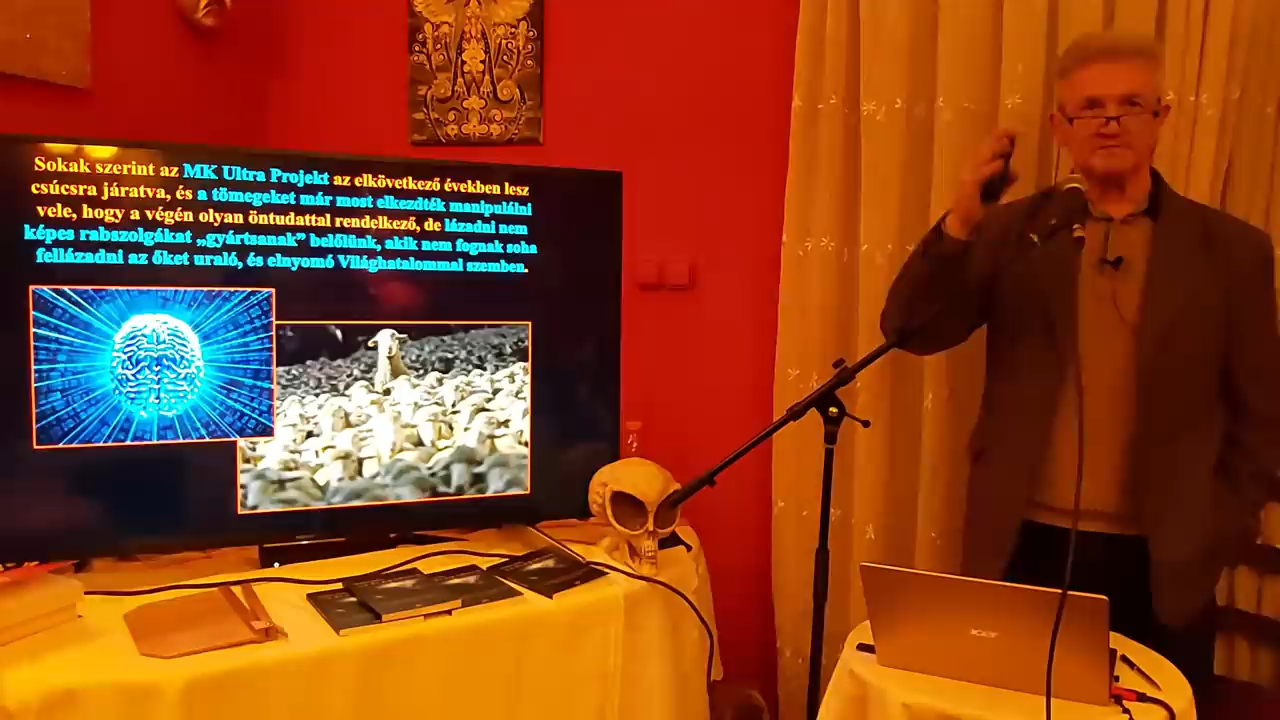 Sokak szerint az MK Ultra Projekt az elkövetkező években lesz
csúcsra járatva, és a tömegeket már most elkezdték manipulálni
vele, hogy a végén olyan öntudattal rendelkező, de lázadni nem
képes rabszolgákat „gyártsanak” belőlünk, akik nem fognak soha
fellázadni az őket uraló, és elnyomó Világhatalommal szemben.
acer